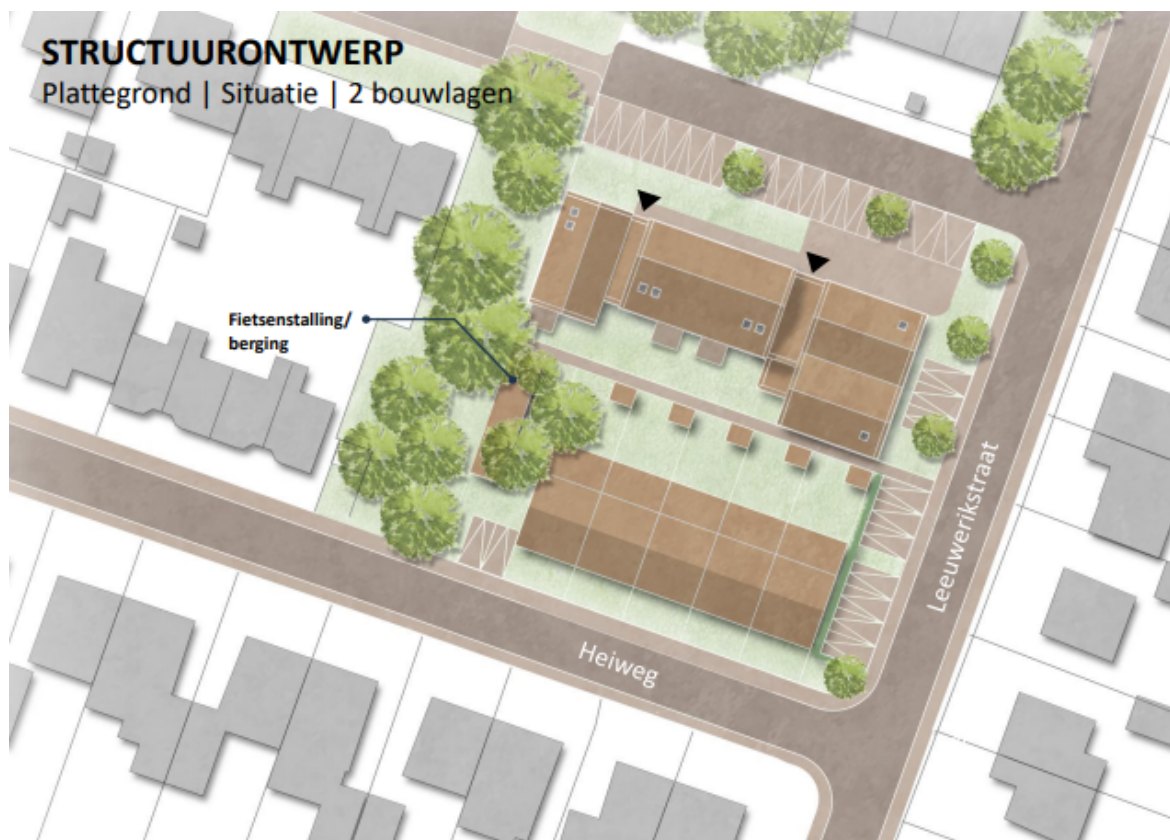 STRUCTUURONTWERP
Plattegrond | Situatie | 2 bouwlagen
Fietsenstalling/
berging
Leeuwerikstraat
Heiweg